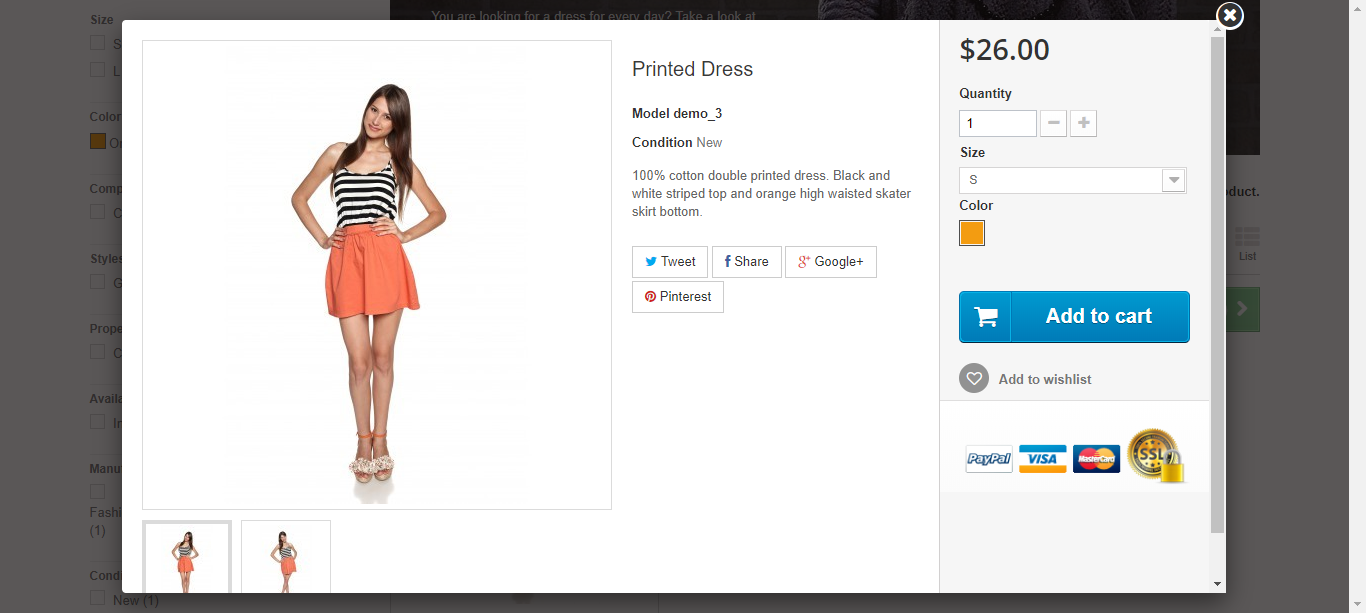 You are looking for a dress for every day? Take a look at
Size
S
L
Color
Or
Comp
C
Styles
G
Prope
C
Availa
In
Manu
Fashi
(1)
Condi
New (1)
Printed Dress
Model demo_3
Condition New
100% cotton double printed dress. Black and
white striped top and orange high waisted skater
skirt bottom.
Tweet
Share
Google+
Pinterest
$26.00
Quantity
1
Size
S
Color
Add to cart
Add to wishlist
PayPal
VISA
MasterCard
SSL
oduct.
List